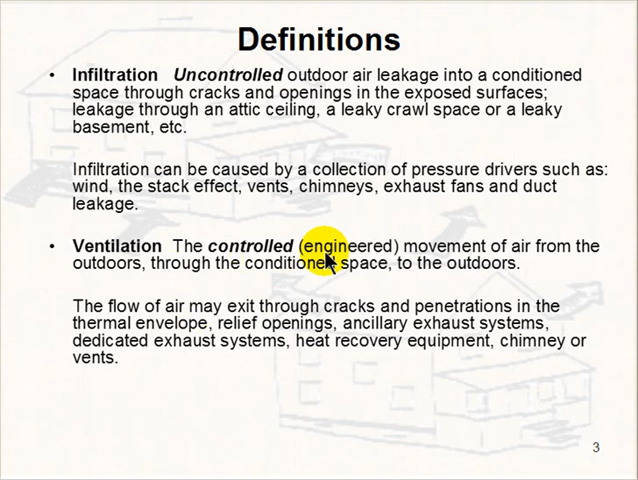 Definitions
• Infiltration Uncontrolled outdoor air leakage into a conditioned
space through cracks and openings in the exposed surfaces;
leakage through an attic ceiling, a leaky crawl space or a leaky
basement, etc.
Infiltration can be caused by a collection of pressure drivers such as:
wind, the stack effect, vents, chimneys, exhaust fans and duct
leakage.
• Ventilation The controlled (engineered) movement of air from the
outdoors, through the conditioned space, to the outdoors.
The flow of air may exit through cracks and penetrations in the
thermal envelope, relief openings, ancillary exhaust systems,
dedicated exhaust systems, heat recovery equipment, chimney or
vents.
3